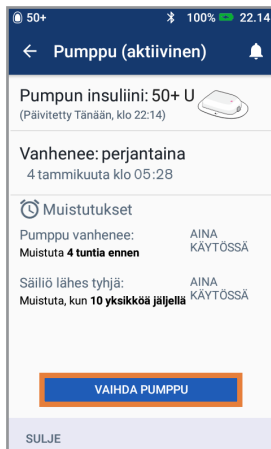 50+ 100% 22.14
Pumppu (aktiivinen)
Pumpun insuliini: 50+ U
(Päivitetty Tänään, klo 22:14)
Vanhenee: perjantaina
4 tammikuuta klo 05:28
Muistutukset
Pumppu vanhenee: AINA KÄYTÖSSÄ
Muistuta 4 tuntia ennen
Säiliö lähes tyhjä: AINA KÄYTÖSSÄ
Muistuta, kun 10 yksikköä jäljellä
VAIHDA PUMPPU
SULJE